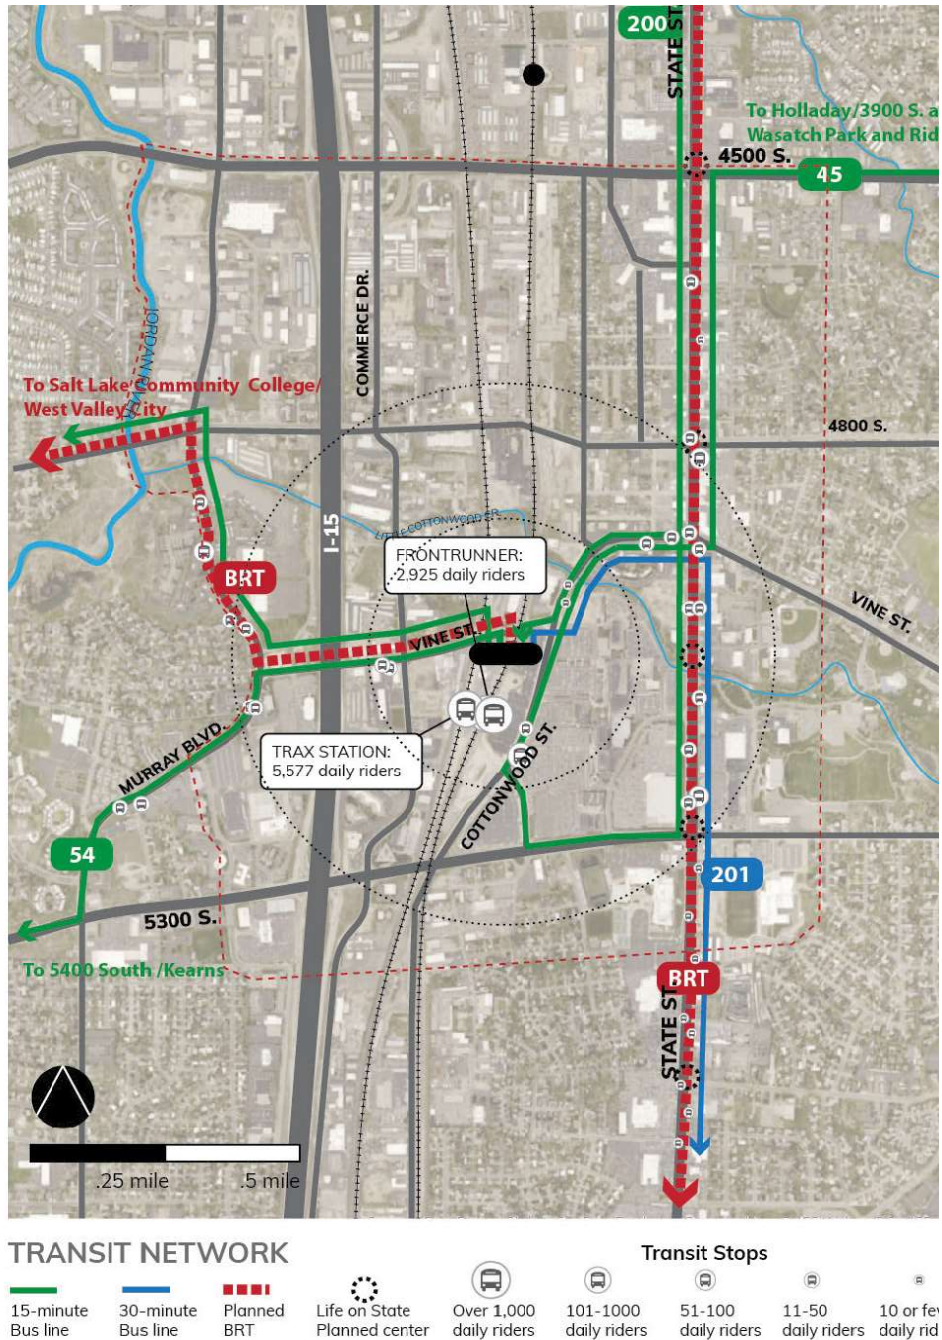 200
STATE ST.
To Holladay/3900 S. a
Wasatch Park and Rid
4500 S.
45
COMMERCE DR.
JORDAN RIVER
To Salt Lake Community College/
West Valley City
4800 S.
I-15
LITTLE COTTONWOOD CR.
FRONTRUNNER:
2,925 daily riders
BRT
VINE ST.
VINE ST.
MURRAY BLVD.
TRAX STATION:
5,577 daily riders
COTTONWOOD ST.
54
201
5300 S.
To 5400 South /Kearns
BRT
STATE ST.
.25 mile
.5 mile
TRANSIT NETWORK
Transit Stops
15-minute
Bus line
30-minute
Bus line
Planned
BRT
Life on State
Planned center
Over 1,000
daily riders
101-1000
daily riders
51-100
daily riders
11-50
daily riders
10 or few
daily rid